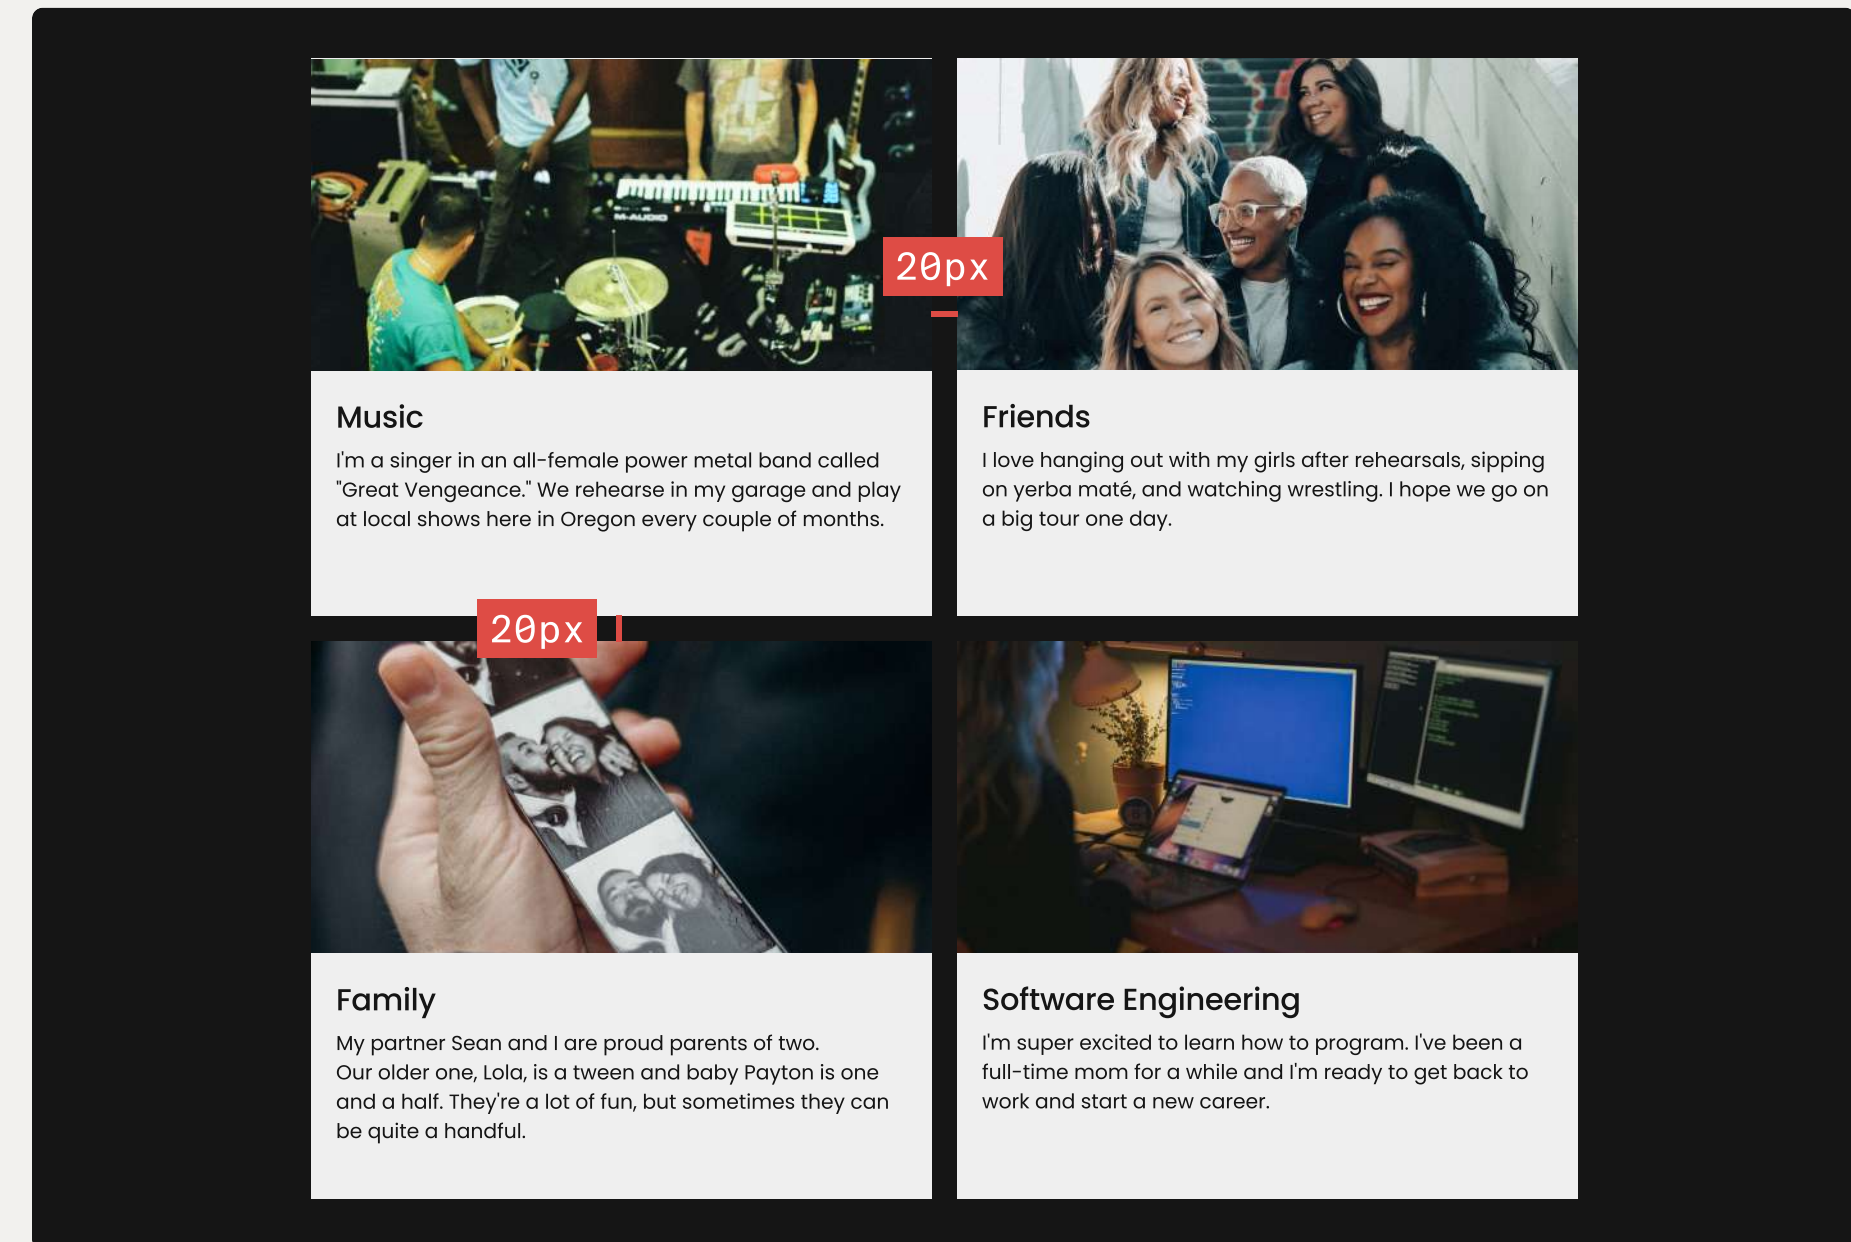 M-AUDIO
20px
Music
I'm a singer in an all-female power metal band called
"Great Vengeance." We rehearse in my garage and play
at local shows here in Oregon every couple of months.
Friends
I love hanging out with my girls after rehearsals, sipping
on yerba maté, and watching wrestling. I hope we go on
a big tour one day.
20px
Family
My partner Sean and I are proud parents of two.
Our older one, Lola, is a tween and baby Payton is one
and a half. They're a lot of fun, but sometimes they can
be quite a handful.
Software Engineering
I'm super excited to learn how to program. I've been a
full-time mom for a while and I'm ready to get back to
work and start a new career.